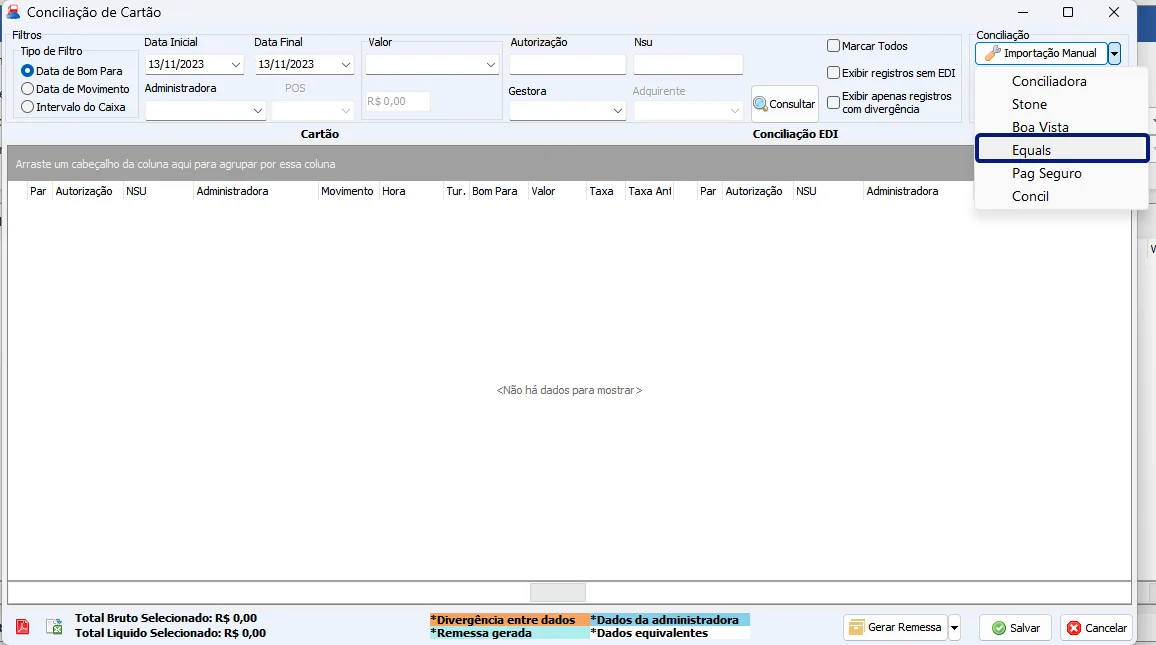 Conciliação de Cartão
Filtros
Tipo de Filtro
Data de Bom Para
Data de Movimento
Intervalo do Caixa
Data Inicial
Data Final
13/11/2023
13/11/2023
Administradora
POS
Valor
R$ 0,00
Autorização
Nsu
Gestora
Adquirente
Consultar
Marcar Todos
Exibir registros sem EDI
Exibir apenas registros
com divergência
Conciliação
Importação Manual
Conciliadora
Stone
Boa Vista
Equals
Pag Seguro
Concil
Cartão
Conciliação EDI
Arraste um cabeçalho da coluna aqui para agrupar por essa coluna
Par Autorização NSU Administradora Movimento Hora Tur. Bom Para Valor Taxa Taxa Ant Par Autorização NSU Administradora
<Não há dados para mostrar>
Total Bruto Selecionado: R$ 0,00
Total Liquido Selecionado: R$ 0,00
*Divergência entre dados *Dados da administradora
*Remessa gerada *Dados equivalentes
Gerar Remessa
Salvar
Cancelar